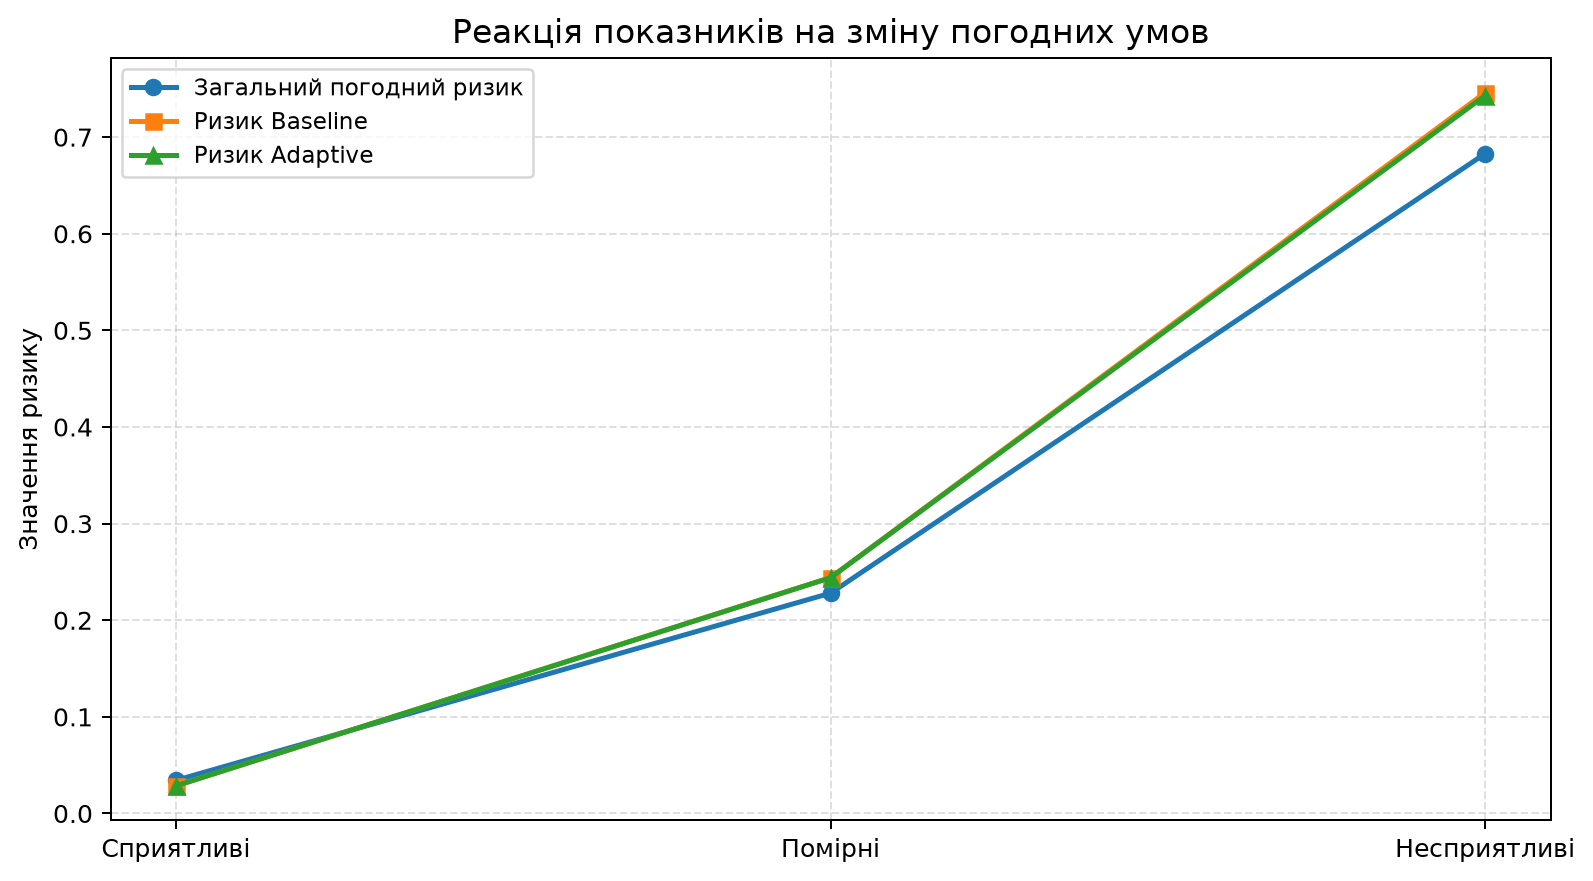 Реакція показників на зміну погодних умов
Загальний погодний ризик
Ризик Baseline
Ризик Adaptive
Значення ризику
0.7
0.6
0.5
0.4
0.3
0.2
0.1
0.0
Сприятливі
Помірні
Несприятливі